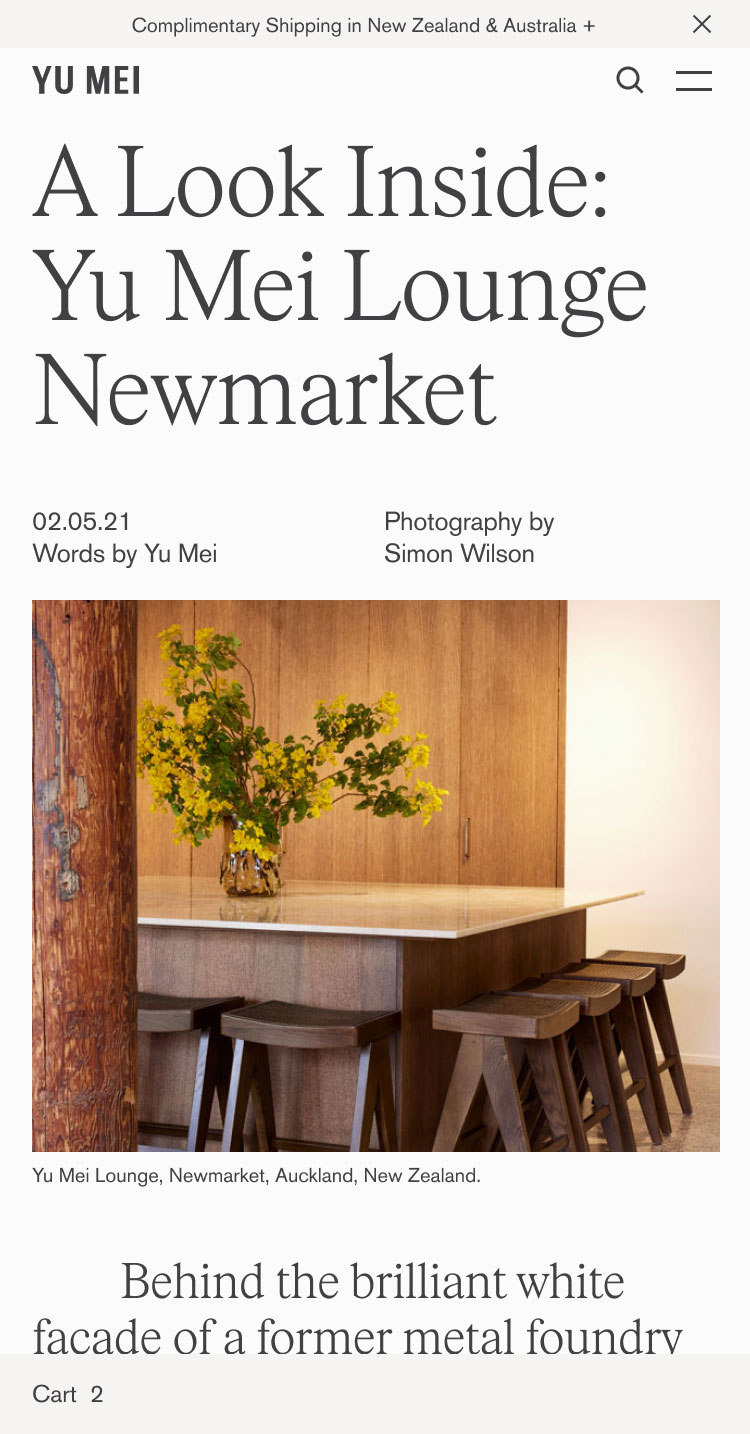 Complimentary Shipping in New Zealand & Australia +
YU MEI
A Look Inside:
Yu Mei Lounge
Newmarket
02.05.21
Words by Yu Mei
Photography by
Simon Wilson
Yu Mei Lounge, Newmarket, Auckland, New Zealand.
Behind the brilliant white
facade of a former metal foundry
Cart 2